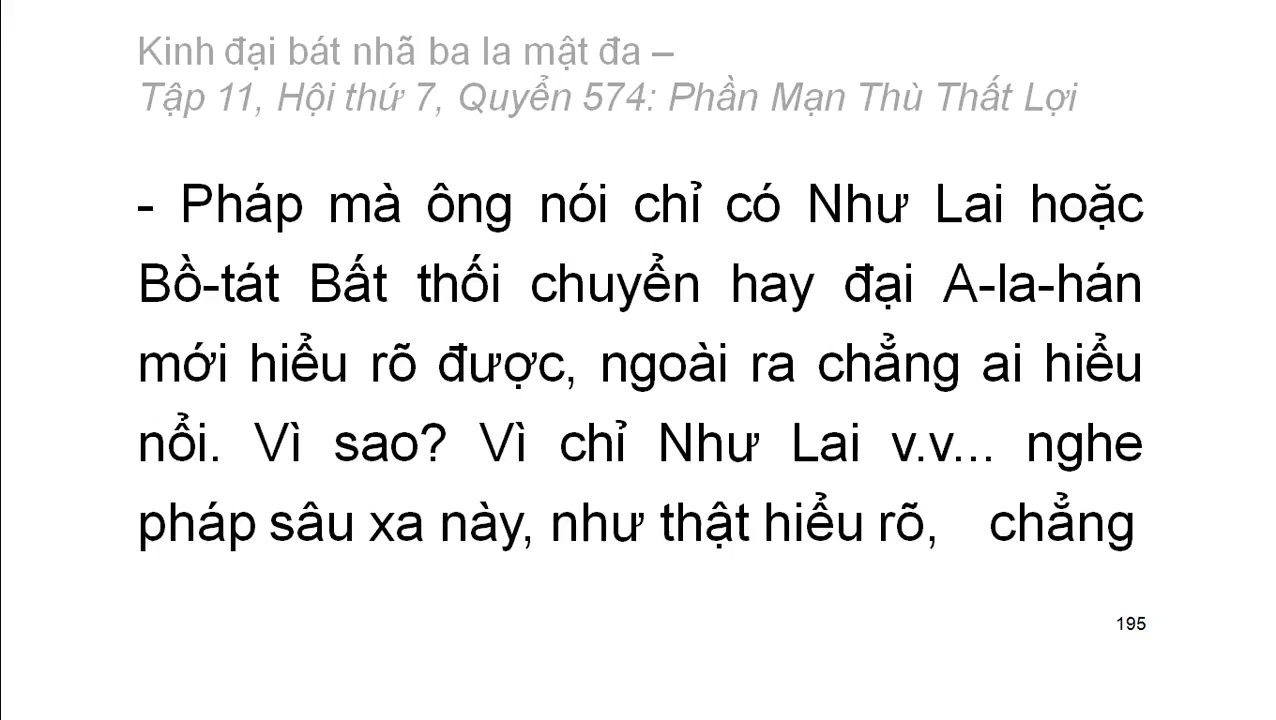 Kinh đại bát nhã ba la mật đa –
Tập 11, Hội thứ 7, Quyển 574: Phần Mạn Thù Thất Lợi
- Pháp mà ông nói chỉ có Như Lai hoặc
Bồ-tát Bất thối chuyển hay đại A-la-hán
mới hiểu rõ được, ngoài ra chẳng ai hiểu
nổi. Vì sao? Vì chỉ Như Lai v.v... nghe
pháp sâu xa này, như thật hiểu rõ, chẳng
195